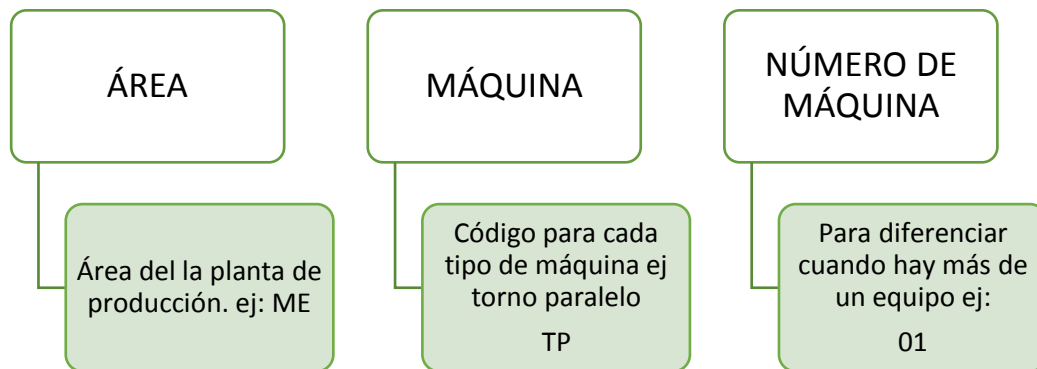 ÁREA
Área del la planta de
producción. ej: ME
MÁQUINA
Código para cada
tipo de máquina ej
torno paralelo
TP
NÚMERO DE
MÁQUINA
Para diferenciar
cuando hay más de
un equipo ej:
01